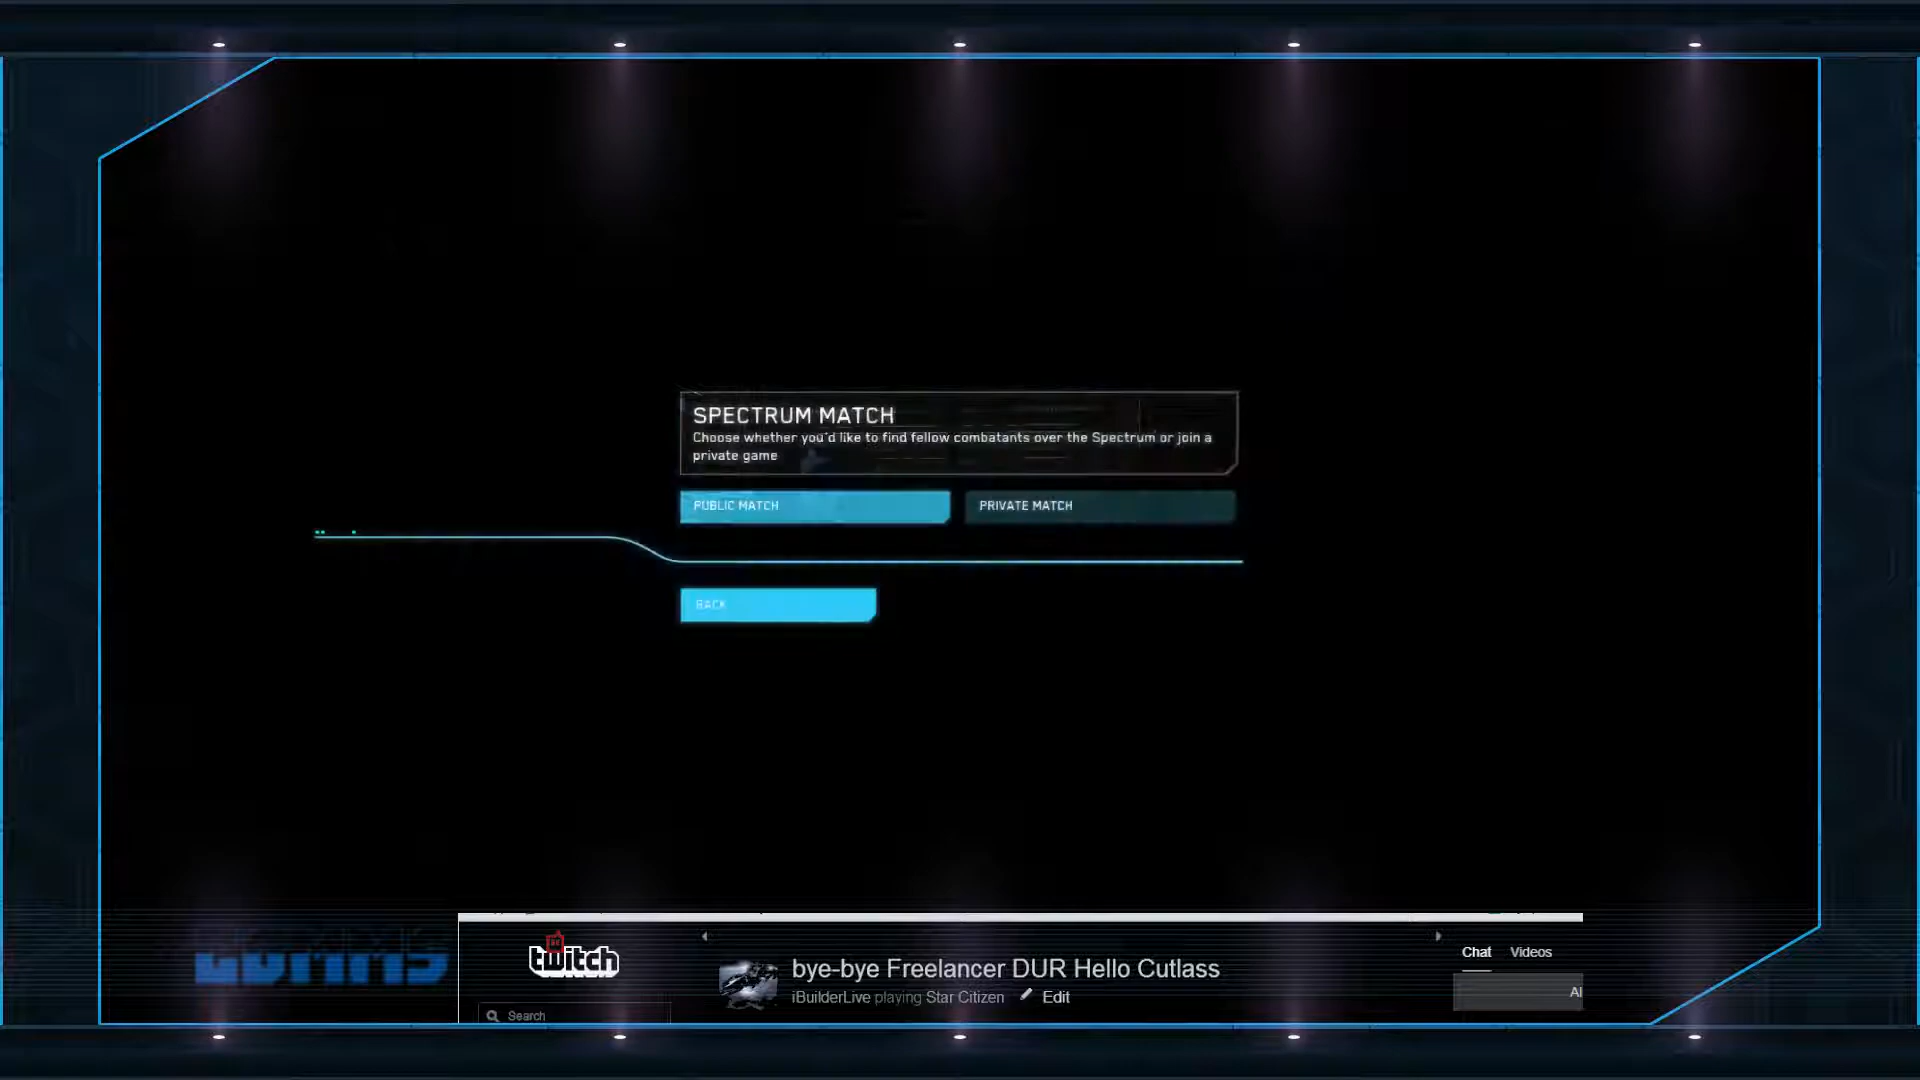 SPECTRUM MATCH
Choose whether you'd like to find fellow combatants over the Spectrum or join a
private game
PUBLIC MATCH
PRIVATE MATCH
BACK
twitch
Chat
Videos
bye-bye Freelancer DUR Hello Cutlass
iBuilderLive playing Star Citizen
Edit
Search